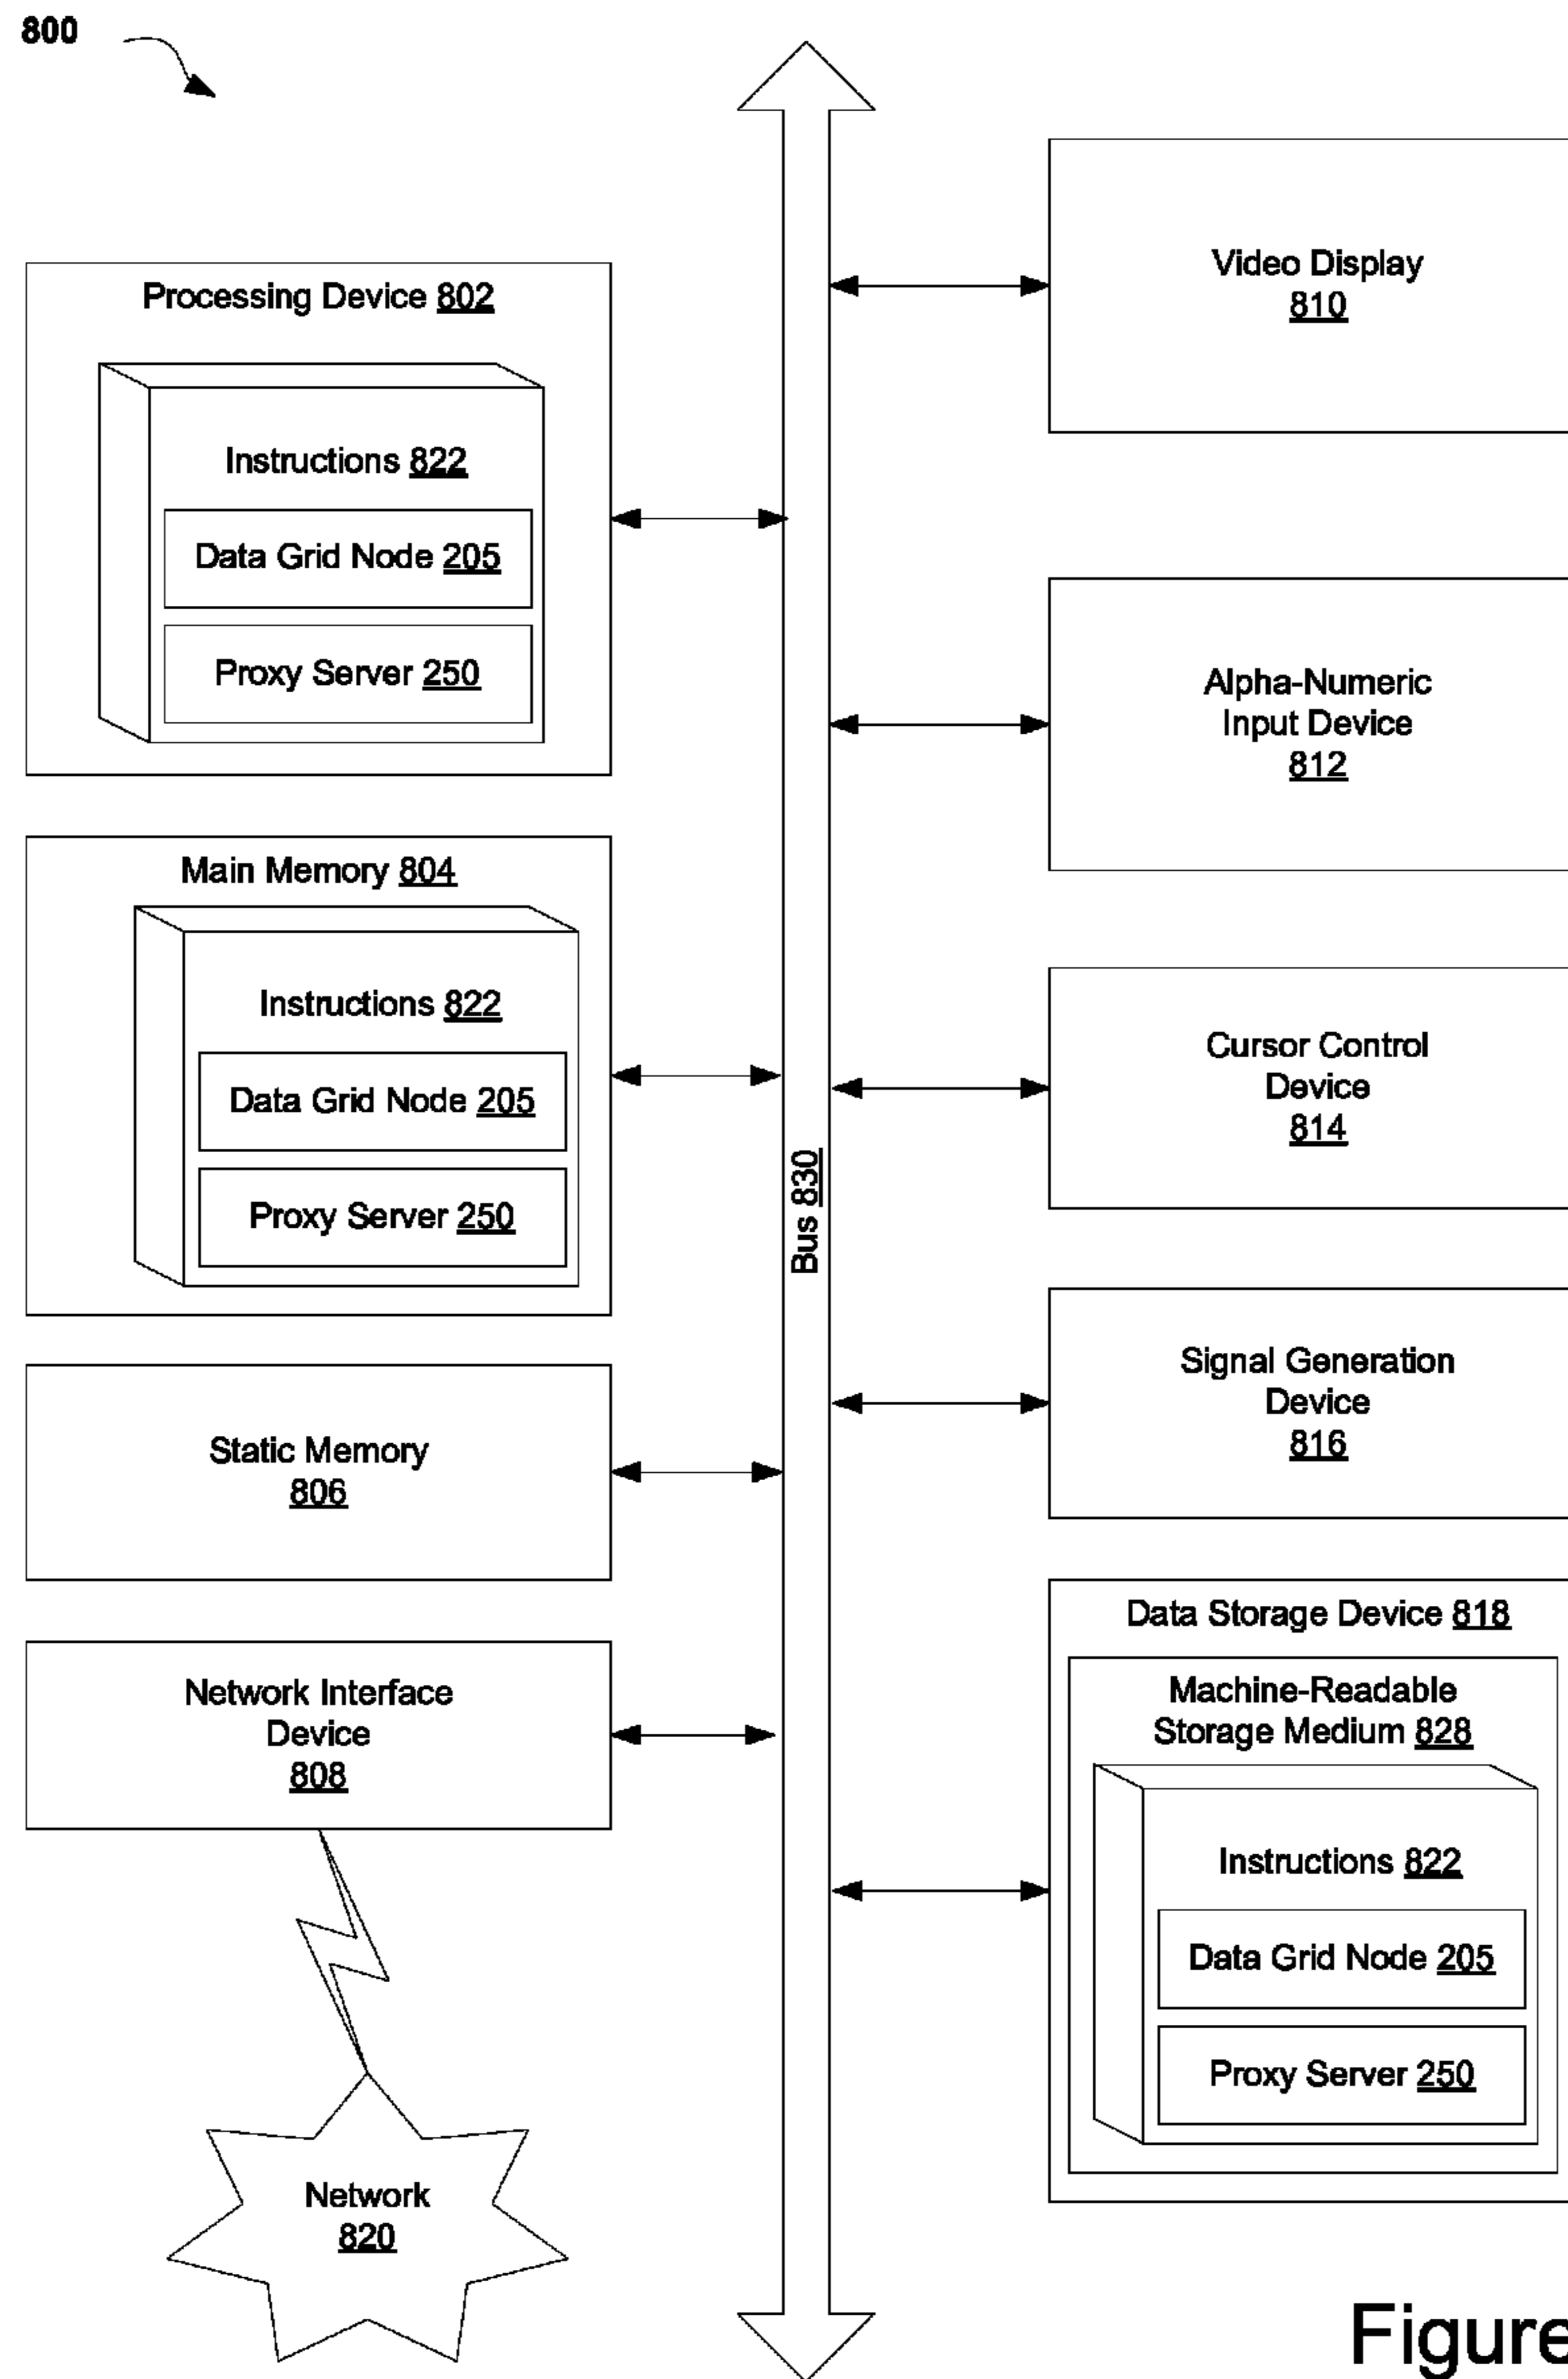 800
Processing Device 802
Instructions 822
Data Grid Node 205
Proxy Server 250
Main Memory 804
Instructions 822
Data Grid Node 205
Proxy Server 250
Static Memory
806
Network Interface
Device
808
Network
820
Bus 830
Video Display
810
Alpha-Numeric
Input Device
812
Cursor Control
Device
814
Signal Generation
Device
816
Data Storage Device 818
Machine-Readable
Storage Medium 828
Instructions 822
Data Grid Node 205
Proxy Server 250
Figure